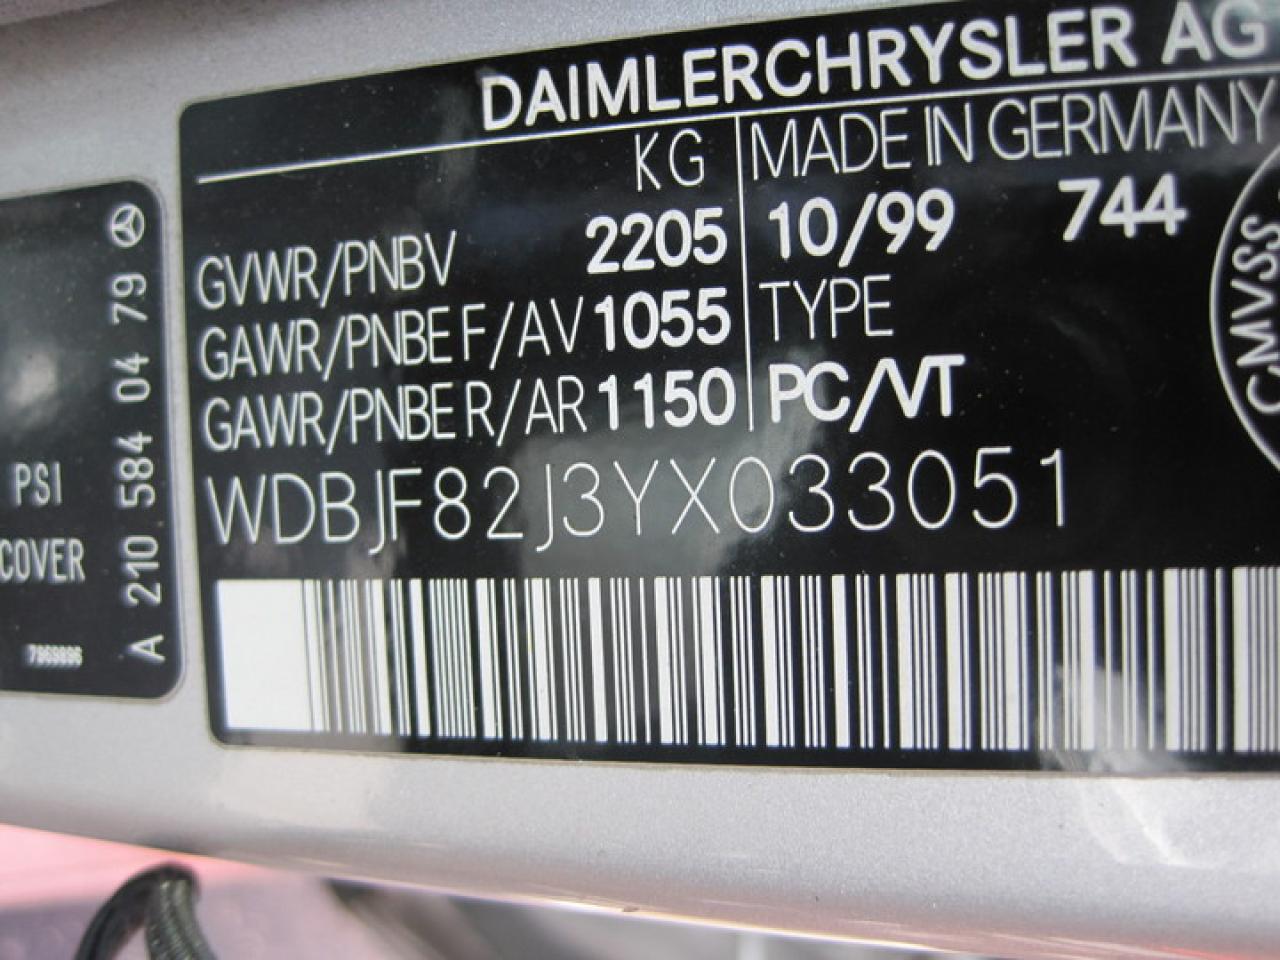 DAIMLERCHRYSLER AG
KG
MADE IN GERMANY
GVWR/PNBV 2205
10/99 744
GAWR/PNBE F/AV 1055
TYPE
GAWR/PNBE R/AR 1150
PC/VT
WDBJF82J3YX033051
CMVSS
PSI
COVER
A 210 584 04 79